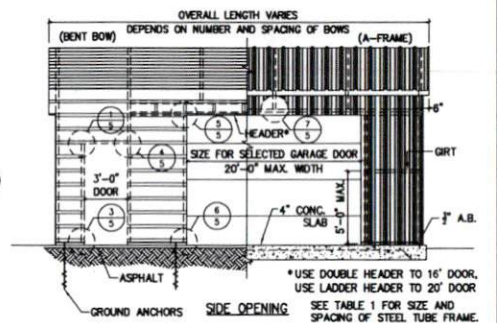 OVERALL LENGTH VARIES
DEPENDS ON NUMBER AND SPACING OF BOWS
(BENT BOW)
(A-FRAME)
1
5
4
5
5
5
HEADER*
7
5
6"
SIZE FOR SELECTED GARAGE DOOR
20'-0" MAX. WIDTH
GIRT
3'-0"
DOOR
3
5
6
5
4" CONC.
SLAB
5'-0" MAX.
A.B.
ASPHALT
*USE DOUBLE HEADER TO 16' DOOR,
USE LADDER HEADER TO 20' DOOR
GROUND ANCHORS
SIDE OPENING
SEE TABLE 1 FOR SIZE AND
SPACING OF STEEL TUBE FRAME.